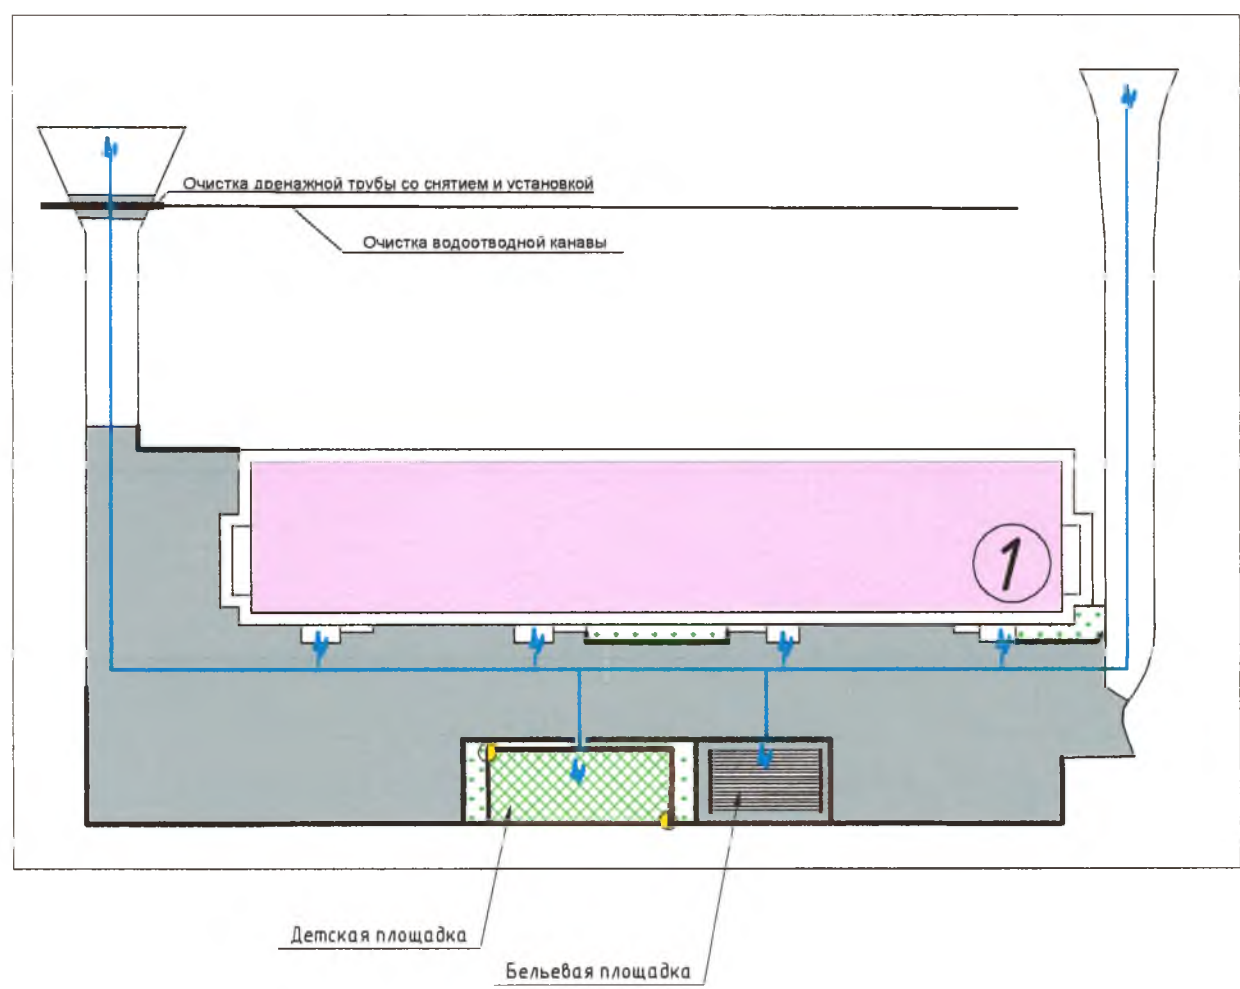 Очистка дренажной трубы со снятием и установкой
Очистка водоотводной канавы
1
Детская площадка
Бельевая площадка